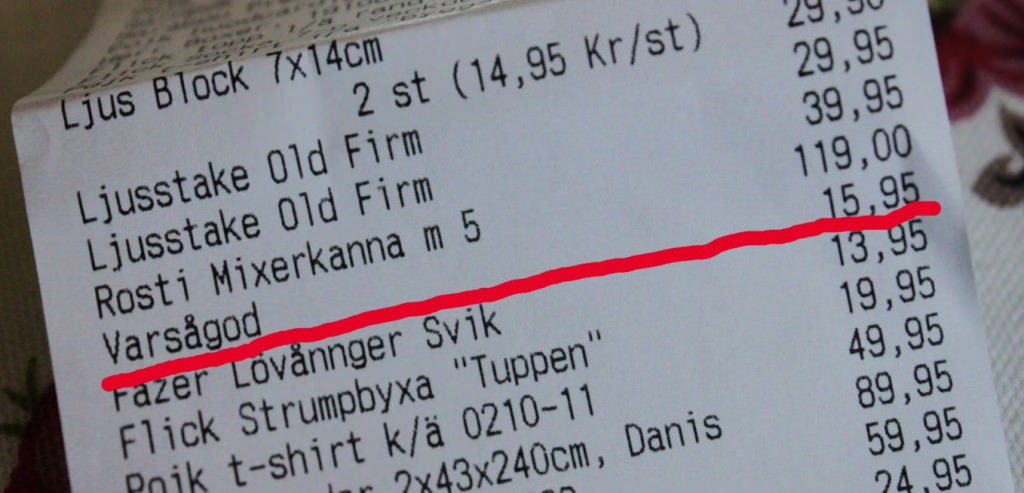 Ljus Block 7x14cm
2 st (14,95 Kr/st) 29,90
Ljusstake Old Firm 29,95
Ljusstake Old Firm 39,95
Rosti Mixerkanna m 5 119,00
Varsågod 15,95
Fazer Lövånnger Svik 13,95
Flick Strumpbyxa "Tuppen" 19,95
Pojk t-shirt k/ä 0210-11 49,95
2x43x240cm, Danis 89,95
59,95
24,95